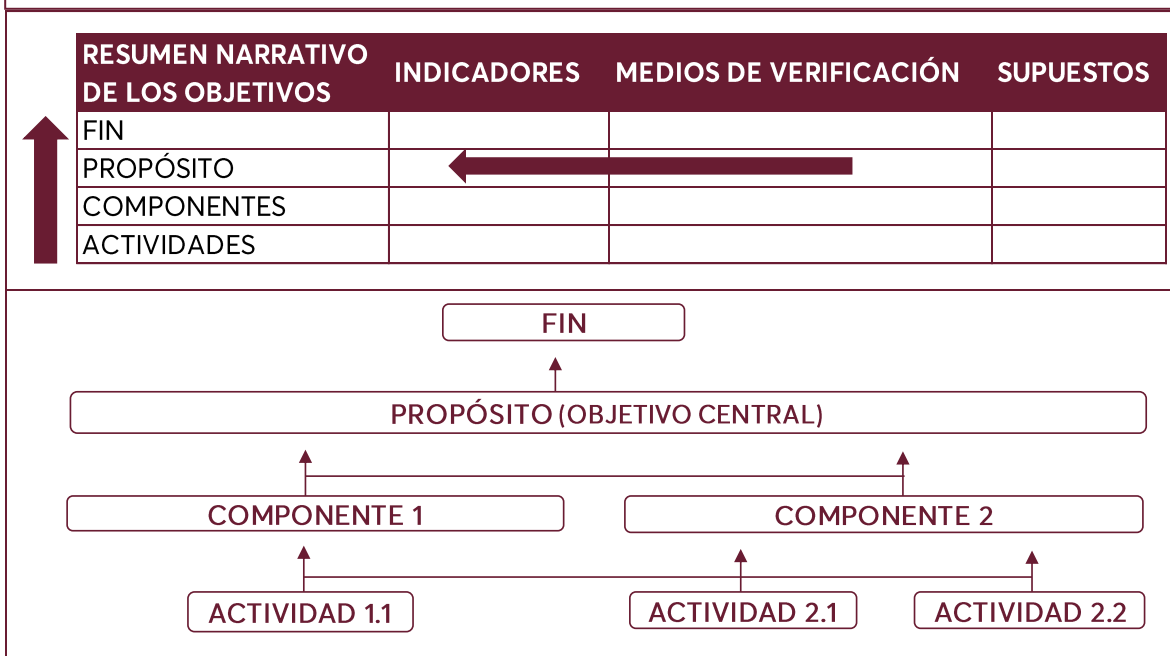 RESUMEN NARRATIVO
DE LOS OBJETIVOS
INDICADORES
MEDIOS DE VERIFICACIÓN
SUPUESTOS
FIN
PROPÓSITO
COMPONENTES
ACTIVIDADES
FIN
PROPÓSITO (OBJETIVO CENTRAL)
COMPONENTE 1
COMPONENTE 2
ACTIVIDAD 1.1
ACTIVIDAD 2.1
ACTIVIDAD 2.2